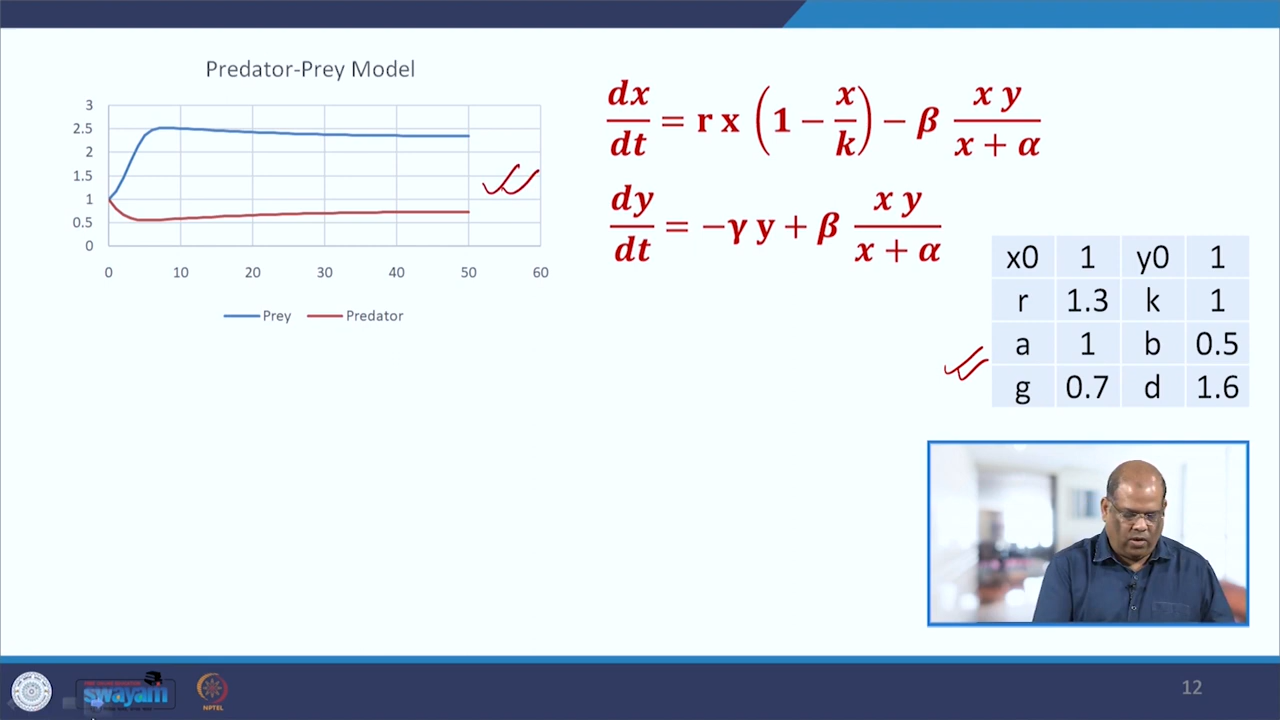 Predator-Prey Model
3
2.5
2
1.5
1
0.5
0
0 10 20 30 40 50 60
Prey Predator
dx/dt = r x (1 − x/k) − β x y/(x + α)
dy/dt = −γ y + β x y/(x + α)
x0 1 y0 1
r 1.3 k 1
a 1 b 0.5
g 0.7 d 1.6
swayam
NPTEL
12